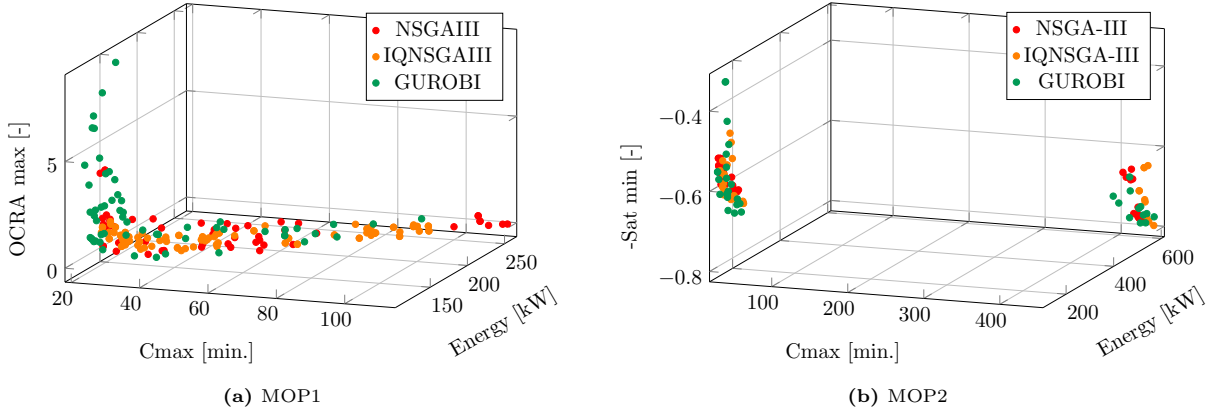 NSGAIII
IQNSGAIII
GUROBI
5
0
OCRA max [-]
20
40
60
80
100
Cmax [min.]
150
200
250
Energy [kW]
(a) MOP1
NSGA-III
IQNSGA-III
GUROBI
−0.4
−0.6
−0.8
-Sat min [-]
100
200
300
400
Cmax [min.]
200
400
600
Energy [kW]
(b) MOP2